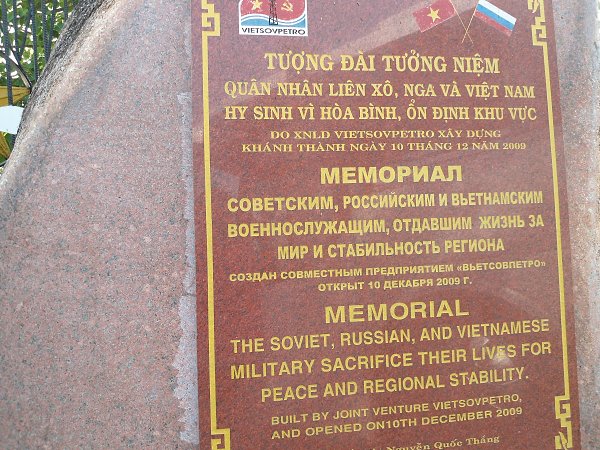 VIETSOVPETRO
TƯỢNG ĐÀI TƯỞNG NIỆM
QUÂN NHÂN LIÊN XÔ, NGA VÀ VIỆT NAM
HY SINH VÌ HÒA BÌNH, ỔN ĐỊNH KHU VỰC
DO XNLD VIETSOVPETRO XÂY DỰNG
KHÁNH THÀNH NGÀY 10 THÁNG 12 NĂM 2009
МЕМОРИАЛ
СОВЕТСКИМ, РОССИЙСКИМ И ВЬЕТНАМСКИМ
ВОЕННОСЛУЖАЩИМ, ОТДАВШИМ ЖИЗНЬ ЗА
МИР И СТАБИЛЬНОСТЬ РЕГИОНА
СОЗДАН СОВМЕСТНЫМ ПРЕДПРИЯТИЕМ «ВЬЕТСОВПЕТРО»
ОТКРЫТ 10 ДЕКАБРЯ 2009 Г.
MEMORIAL
THE SOVIET, RUSSIAN, AND VIETNAMESE
MILITARY SACRIFICE THEIR LIVES FOR
PEACE AND REGIONAL STABILITY.
BUILT BY JOINT VENTURE VIETSOVPETRO,
AND OPENED ON10TH DECEMBER 2009
Nguyễn Quốc Thắng